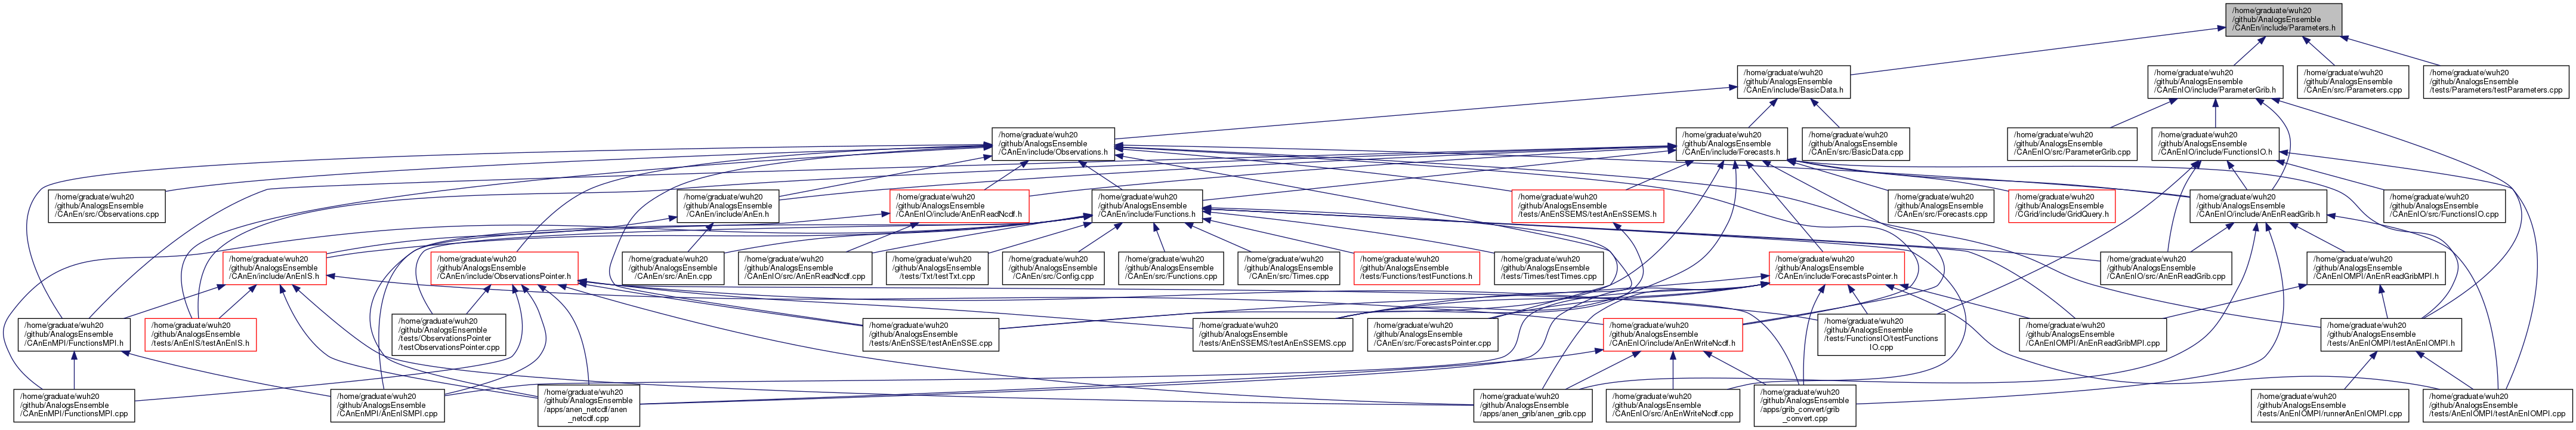 /home/graduate/wuh20
/github/AnalogsEnsemble
/CAnEn/include/Parameters.h
/home/graduate/wuh20
/github/AnalogsEnsemble
/CAnEn/include/BasicData.h
/home/graduate/wuh20
/github/AnalogsEnsemble
/CAnEnIO/include/ParameterGrib.h
/home/graduate/wuh20
/github/AnalogsEnsemble
/CAnEn/src/Parameters.cpp
/home/graduate/wuh20
/github/AnalogsEnsemble
/tests/Parameters/testParameters.cpp
/home/graduate/wuh20
/github/AnalogsEnsemble
/CAnEn/include/Observations.h
/home/graduate/wuh20
/github/AnalogsEnsemble
/CAnEn/include/Forecasts.h
/home/graduate/wuh20
/github/AnalogsEnsemble
/CAnEn/src/BasicData.cpp
/home/graduate/wuh20
/github/AnalogsEnsemble
/CAnEnIO/src/ParameterGrib.cpp
/home/graduate/wuh20
/github/AnalogsEnsemble
/CAnEnIO/include/FunctionsIO.h
/home/graduate/wuh20
/github/AnalogsEnsemble
/CAnEn/src/Observations.cpp
/home/graduate/wuh20
/github/AnalogsEnsemble
/CAnEn/include/AnEn.h
/home/graduate/wuh20
/github/AnalogsEnsemble
/CAnEnIO/include/AnEnReadNcdf.h
/home/graduate/wuh20
/github/AnalogsEnsemble
/CAnEn/include/Functions.h
/home/graduate/wuh20
/github/AnalogsEnsemble
/tests/AnEnSSEMS/testAnEnSSEMS.h
/home/graduate/wuh20
/github/AnalogsEnsemble
/CAnEn/src/Forecasts.cpp
/home/graduate/wuh20
/github/AnalogsEnsemble
/CGrid/include/GridQuery.h
/home/graduate/wuh20
/github/AnalogsEnsemble
/CAnEnIO/include/AnEnReadGrib.h
/home/graduate/wuh20
/github/AnalogsEnsemble
/CAnEnIO/src/FunctionsIO.cpp
/home/graduate/wuh20
/github/AnalogsEnsemble
/CAnEn/include/AnEnIS.h
/home/graduate/wuh20
/github/AnalogsEnsemble
/CAnEn/include/ObservationsPointer.h
/home/graduate/wuh20
/github/AnalogsEnsemble
/CAnEn/src/AnEn.cpp
/home/graduate/wuh20
/github/AnalogsEnsemble
/CAnEnIO/src/AnEnReadNcdf.cpp
/home/graduate/wuh20
/github/AnalogsEnsemble
/tests/Txt/testTxt.cpp
/home/graduate/wuh20
/github/AnalogsEnsemble
/CAnEn/src/Config.cpp
/home/graduate/wuh20
/github/AnalogsEnsemble
/CAnEn/src/Functions.cpp
/home/graduate/wuh20
/github/AnalogsEnsemble
/CAnEn/src/Times.cpp
/home/graduate/wuh20
/github/AnalogsEnsemble
/tests/Functions/testFunctions.h
/home/graduate/wuh20
/github/AnalogsEnsemble
/tests/Times/testTimes.cpp
/home/graduate/wuh20
/github/AnalogsEnsemble
/CAnEn/include/ForecastsPointer.h
/home/graduate/wuh20
/github/AnalogsEnsemble
/CAnEnIO/src/AnEnReadGrib.cpp
/home/graduate/wuh20
/github/AnalogsEnsemble
/CAnEnIOMPI/AnEnReadGribMPI.h
/home/graduate/wuh20
/github/AnalogsEnsemble
/CAnEnMPI/FunctionsMPI.h
/home/graduate/wuh20
/github/AnalogsEnsemble
/tests/AnEnIS/testAnEnIS.h
/home/graduate/wuh20
/github/AnalogsEnsemble
/tests/ObservationsPointer
/testObservationsPointer.cpp
/home/graduate/wuh20
/github/AnalogsEnsemble
/tests/AnEnSSE/testAnEnSSE.cpp
/home/graduate/wuh20
/github/AnalogsEnsemble
/tests/AnEnSSEMS/testAnEnSSEMS.cpp
/home/graduate/wuh20
/github/AnalogsEnsemble
/CAnEn/src/ForecastsPointer.cpp
/home/graduate/wuh20
/github/AnalogsEnsemble
/CAnEnIO/include/AnEnWriteNcdf.h
/home/graduate/wuh20
/github/AnalogsEnsemble
/tests/FunctionsIO/testFunctions
IO.cpp
/home/graduate/wuh20
/github/AnalogsEnsemble
/CAnEnIOMPI/AnEnReadGribMPI.cpp
/home/graduate/wuh20
/github/AnalogsEnsemble
/tests/AnEnIOMPI/testAnEnIOMPI.h
/home/graduate/wuh20
/github/AnalogsEnsemble
/CAnEnMPI/FunctionsMPI.cpp
/home/graduate/wuh20
/github/AnalogsEnsemble
/CAnEnMPI/AnEnISMPI.cpp
/home/graduate/wuh20
/github/AnalogsEnsemble
/apps/anen_netcdf/anen
_netcdf.cpp
/home/graduate/wuh20
/github/AnalogsEnsemble
/apps/anen_grib/anen_grib.cpp
/home/graduate/wuh20
/github/AnalogsEnsemble
/CAnEnIO/src/AnEnWriteNcdf.cpp
/home/graduate/wuh20
/github/AnalogsEnsemble
/apps/grib_convert/grib
_convert.cpp
/home/graduate/wuh20
/github/AnalogsEnsemble
/tests/AnEnIOMPI/runnerAnEnIOMPI.cpp
/home/graduate/wuh20
/github/AnalogsEnsemble
/tests/AnEnIOMPI/testAnEnIOMPI.cpp